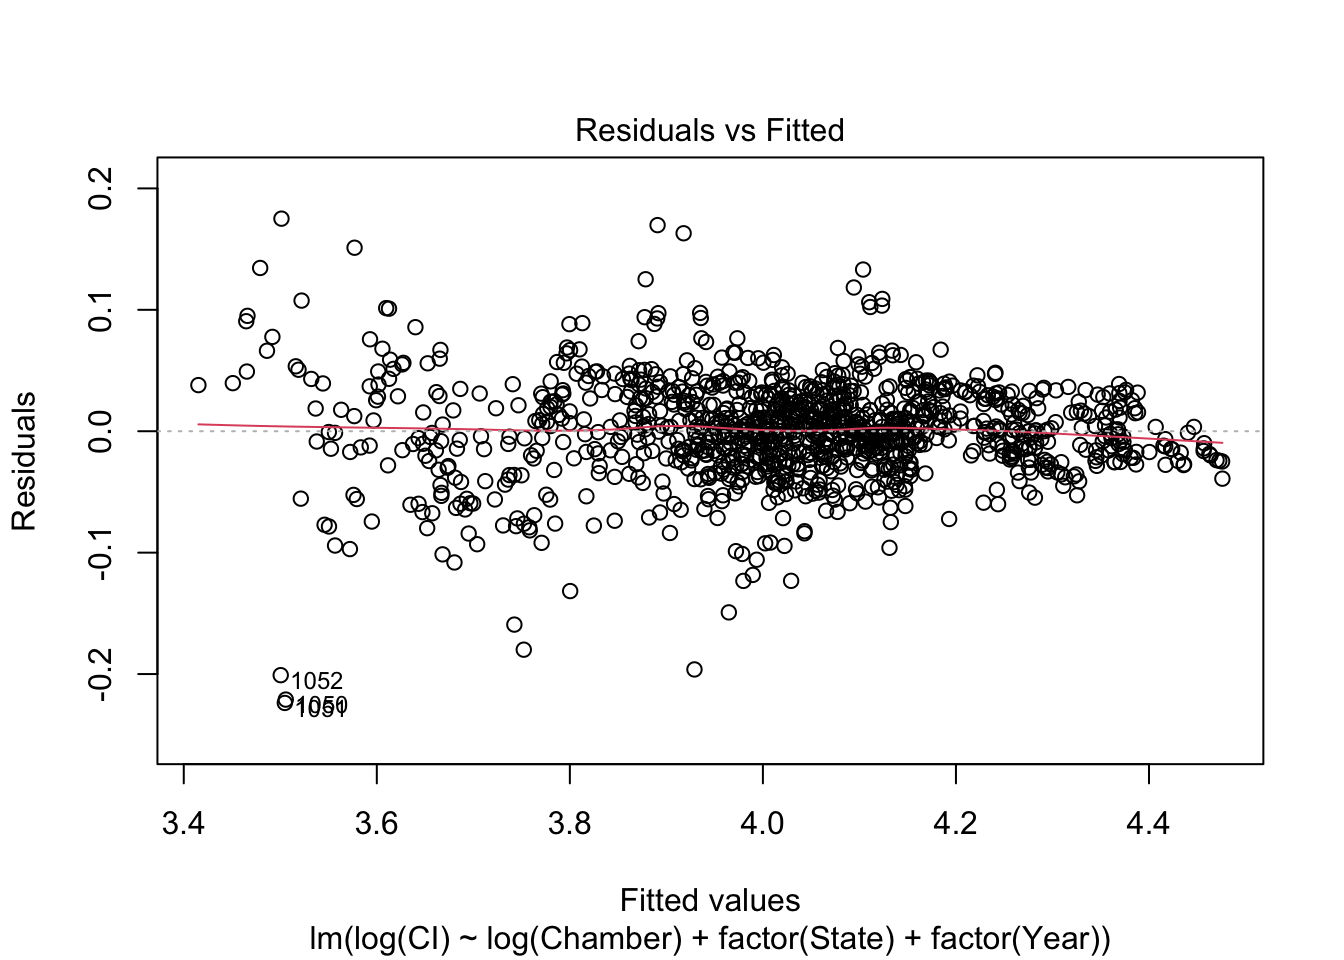 Residuals vs Fitted
0.2
0.1
0.0
-0.1
-0.2
Residuals
1052
1050
1051
3.4 3.6 3.8 4.0 4.2 4.4
Fitted values
lm(log(CI) ~ log(Chamber) + factor(State) + factor(Year))